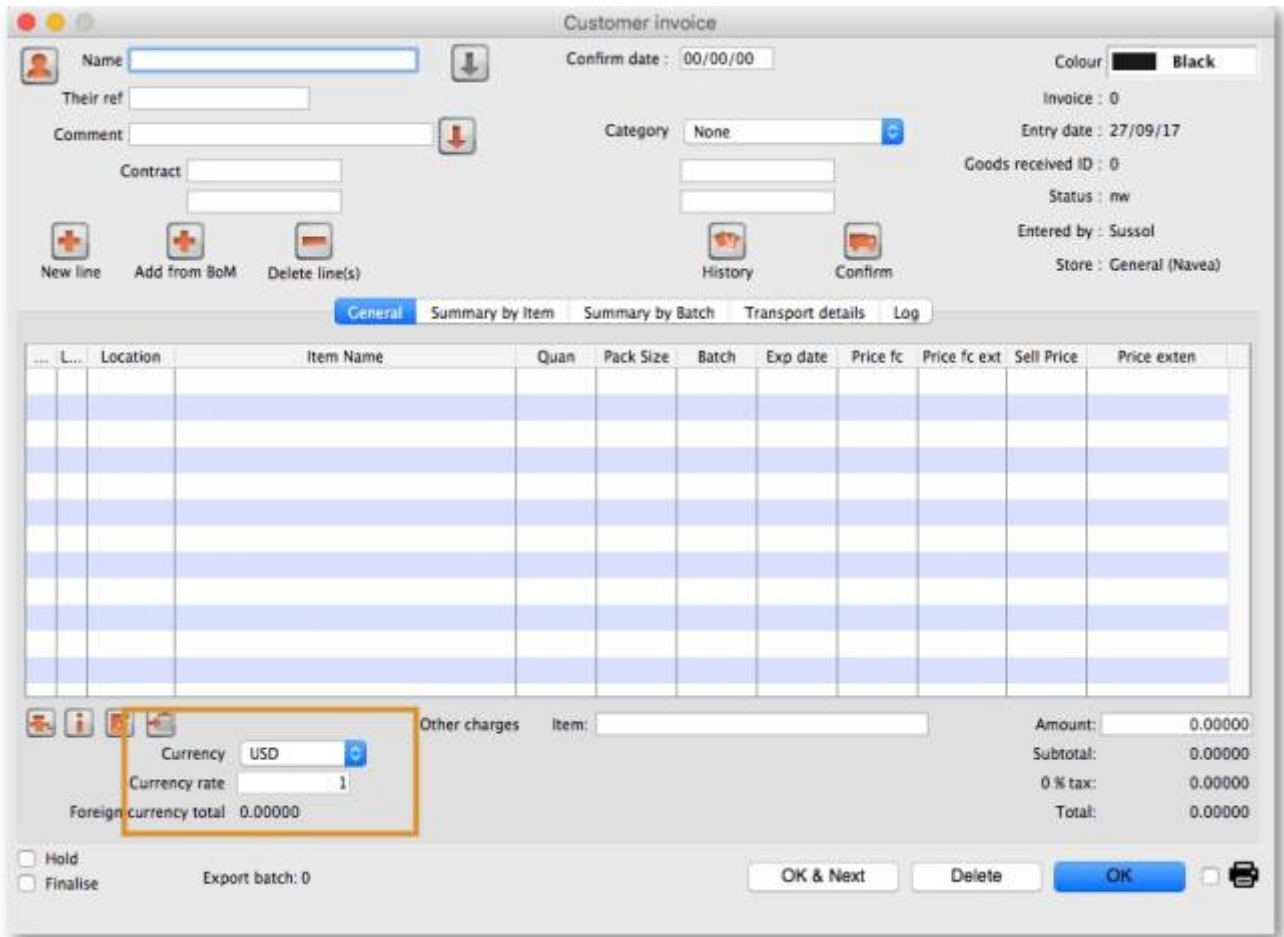 Customer invoice
Name
Confirm date : 00/00/00
Colour Black
Their ref
Invoice : 0
Comment
Category None
Entry date : 27/09/17
Contract
Goods received ID : 0
Status : nw
Entered by : Sussol
New line Add from BoM Delete line(s) History Confirm
Store : General (Navea)
General Summary by Item Summary by Batch Transport details Log
... L... Location Item Name Quan Pack Size Batch Exp date Price fc Price fc ext Sell Price Price exten
Other charges Item: Amount: 0.00000
Currency USD Subtotal: 0.00000
Currency rate 1 0 % tax: 0.00000
Foreign currency total 0.00000 Total: 0.00000
Hold
Finalise Export batch: 0 OK & Next Delete OK